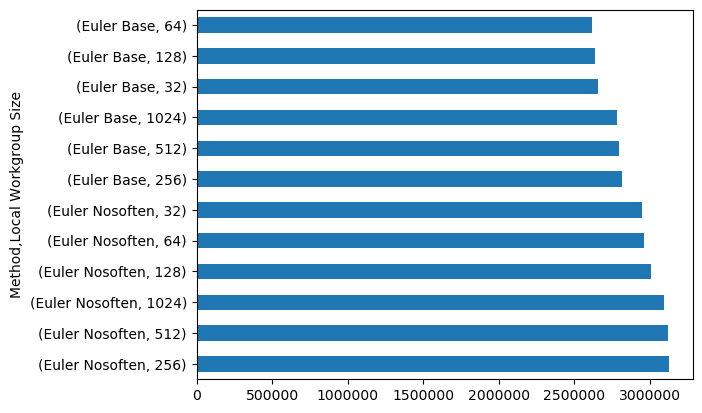 Method,Local Workgroup Size
(Euler Base, 64)
(Euler Base, 128)
(Euler Base, 32)
(Euler Base, 1024)
(Euler Base, 512)
(Euler Base, 256)
(Euler Nosoften, 32)
(Euler Nosoften, 64)
(Euler Nosoften, 128)
(Euler Nosoften, 1024)
(Euler Nosoften, 512)
(Euler Nosoften, 256)
0 500000 1000000 1500000 2000000 2500000 3000000